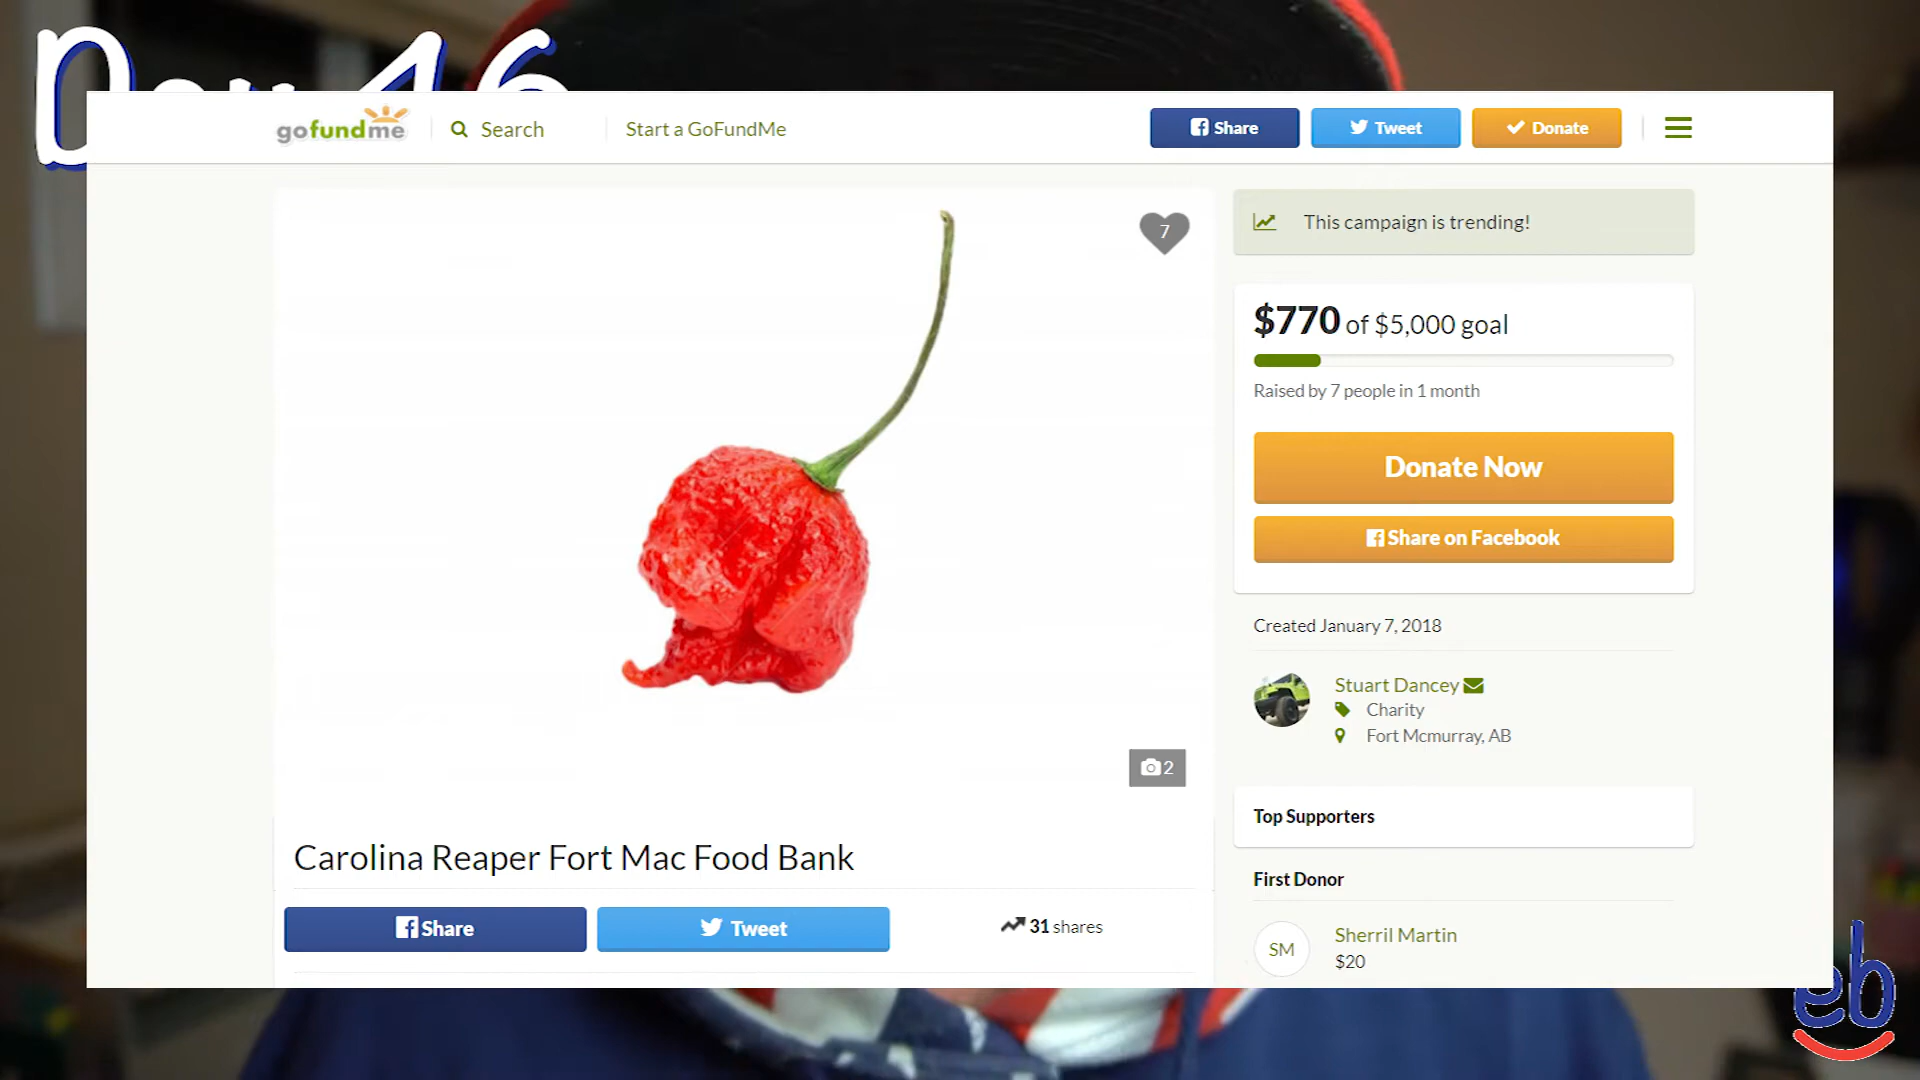 Day 46
gofundme
Search
Start a GoFundMe
Share
Tweet
Donate
7
This campaign is trending!
$770 of $5,000 goal
Raised by 7 people in 1 month
Donate Now
Share on Facebook
Created January 7, 2018
Stuart Dancey
Charity
Fort Mcmurray, AB
2
Top Supporters
Carolina Reaper Fort Mac Food Bank
First Donor
Share
Tweet
31 shares
SM
Sherril Martin
$20
eb